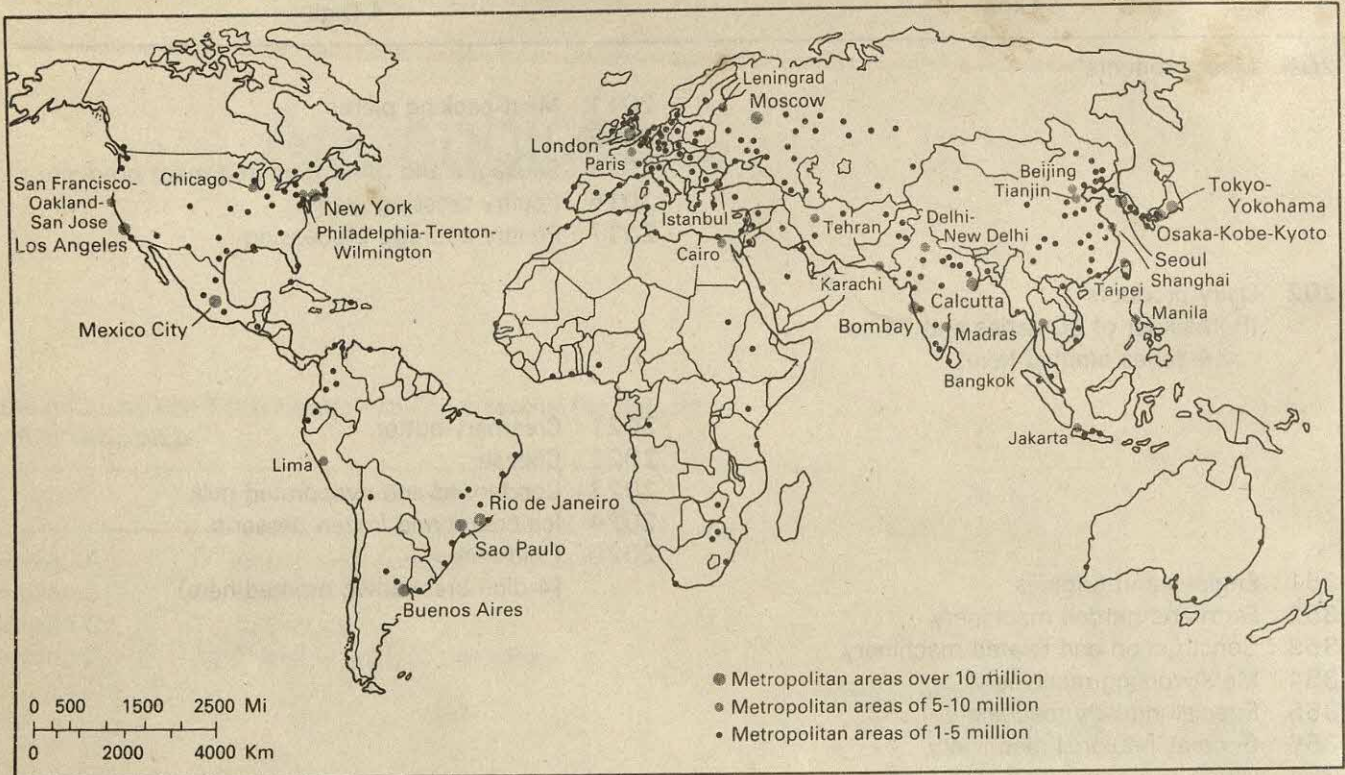 Leningrad
Moscow
London
Paris
San Francisco-
Oakland-
San Jose
Los Angeles
Chicago
New York
Philadelphia-Trenton-
Wilmington
Mexico City
Istanbul
Cairo
Tehran
Karachi
Delhi-
New Delhi
Beijing
Tianjin
Tokyo-
Yokohama
Osaka-Kobe-Kyoto
Seoul
Shanghai
Taipei
Manila
Calcutta
Bombay
Madras
Bangkok
Jakarta
Lima
Rio de Janeiro
Sao Paulo
Buenos Aires
Metropolitan areas over 10 million
Metropolitan areas of 5-10 million
Metropolitan areas of 1-5 million
0 500 1500 2500 Mi
0 2000 4000 Km